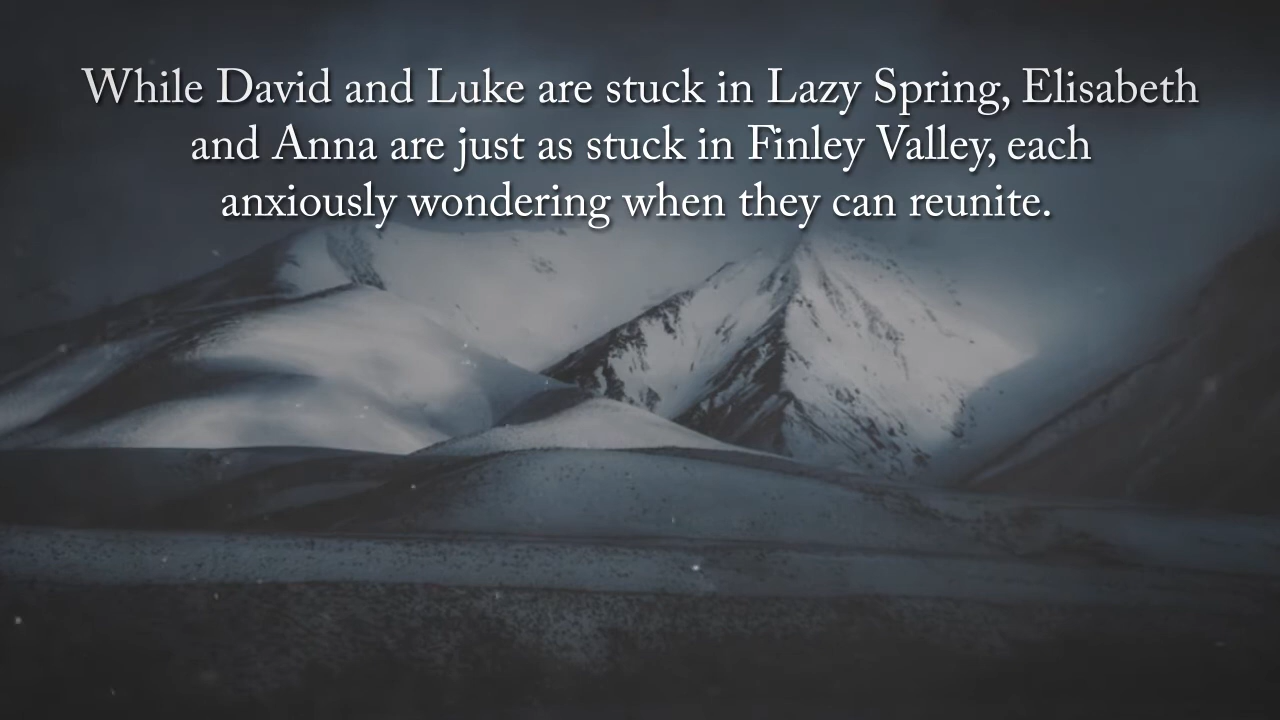 While David and Luke are stuck in Lazy Spring, Elisabeth
and Anna are just as stuck in Finley Valley, each
anxiously wondering when they can reunite.